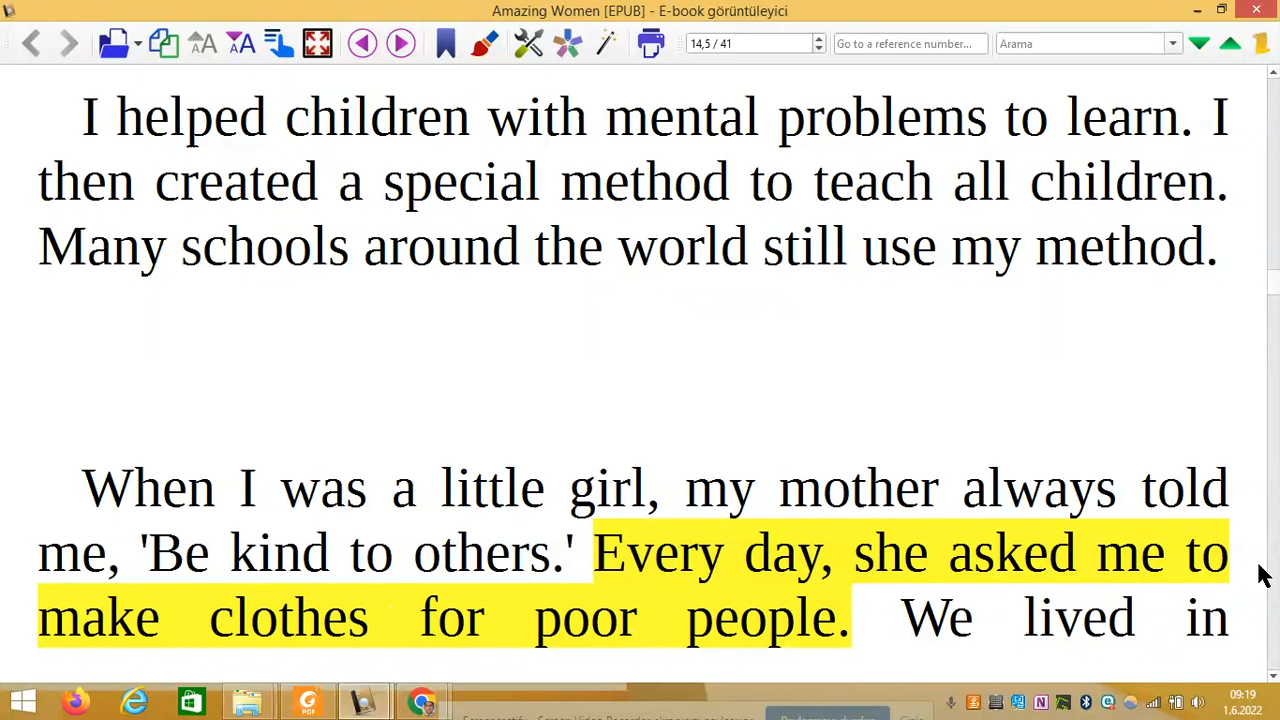 Amazing Women [EPUB] - E-book görüntüleyici
14,5 / 41
Go to a reference number...
Arama
I helped children with mental problems to learn. I
then created a special method to teach all children.
Many schools around the world still use my method.
When I was a little girl, my mother always told
me, 'Be kind to others.' Every day, she asked me to
make clothes for poor people. We lived in
09:19
1.6.2022